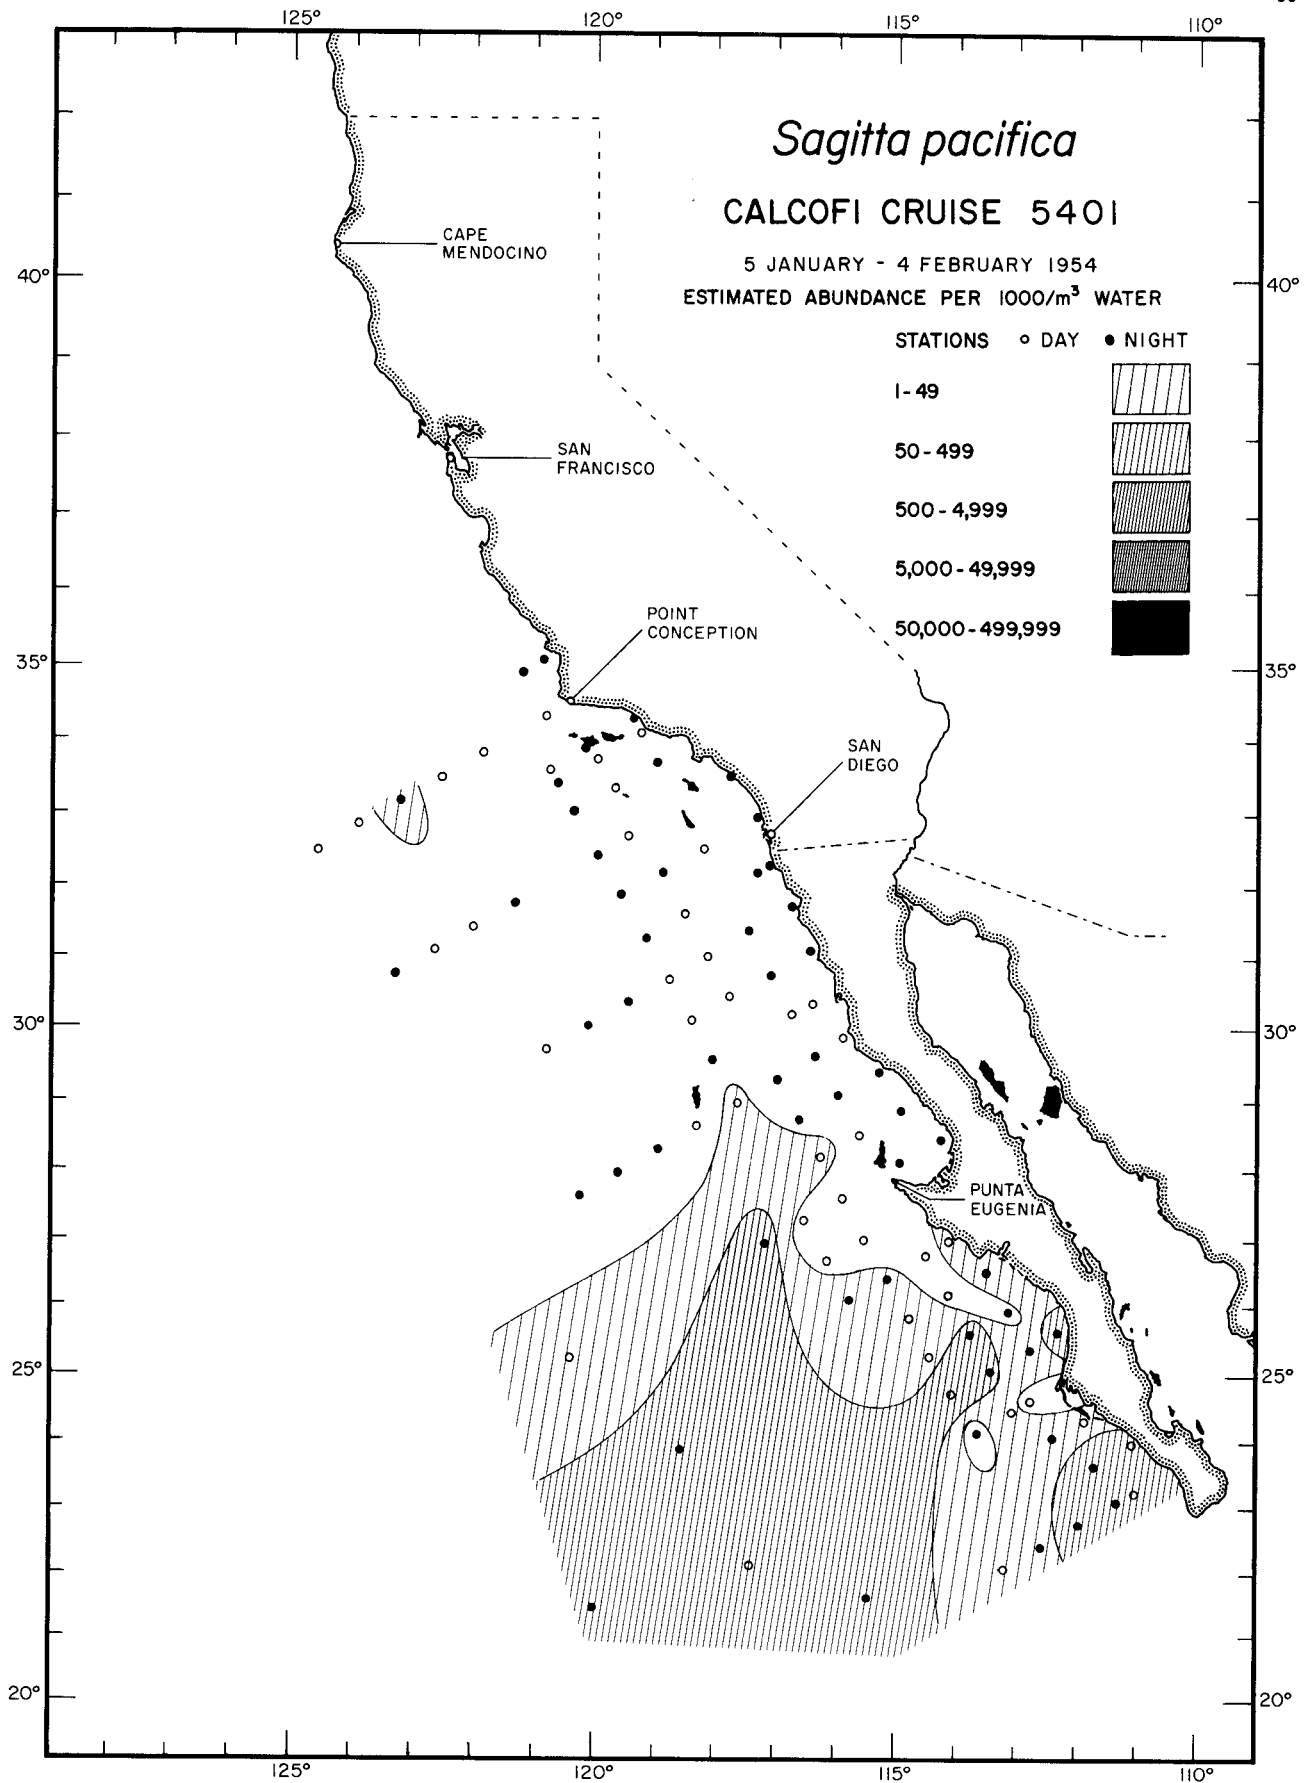 125° 120° 115° 110°
Sagitta pacifica
CALCOFI CRUISE 5401
5 JANUARY - 4 FEBRUARY 1954
ESTIMATED ABUNDANCE PER 1000/m³ WATER
STATIONS ○ DAY ● NIGHT
1-49
50-499
500-4,999
5,000-49,999
50,000-499,999
CAPE
MENDOCINO
40° 40°
SAN
FRANCISCO
POINT
CONCEPTION
35° 35°
SAN
DIEGO
30° 30°
PUNTA
EUGENIA
25° 25°
20° 20°
125° 120° 115° 110°